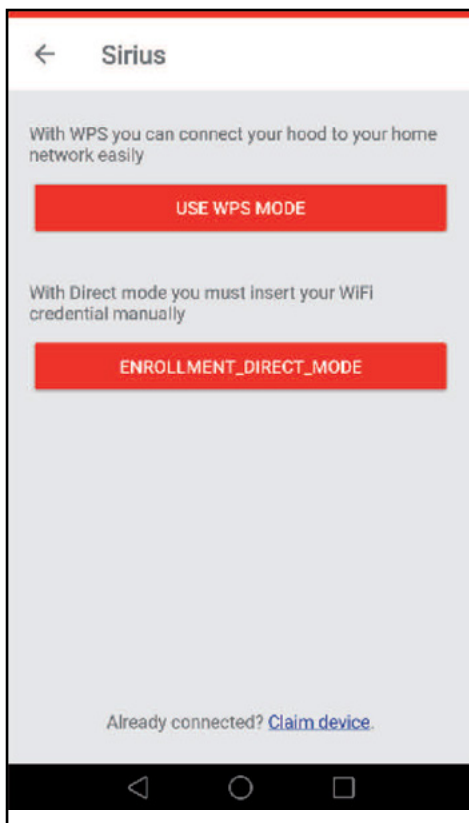 Sirius
With WPS you can connect your hood to your home
network easily
USE WPS MODE
With Direct mode you must insert your WiFi
credential manually
ENROLLMENT_DIRECT_MODE
Already connected? Claim device.